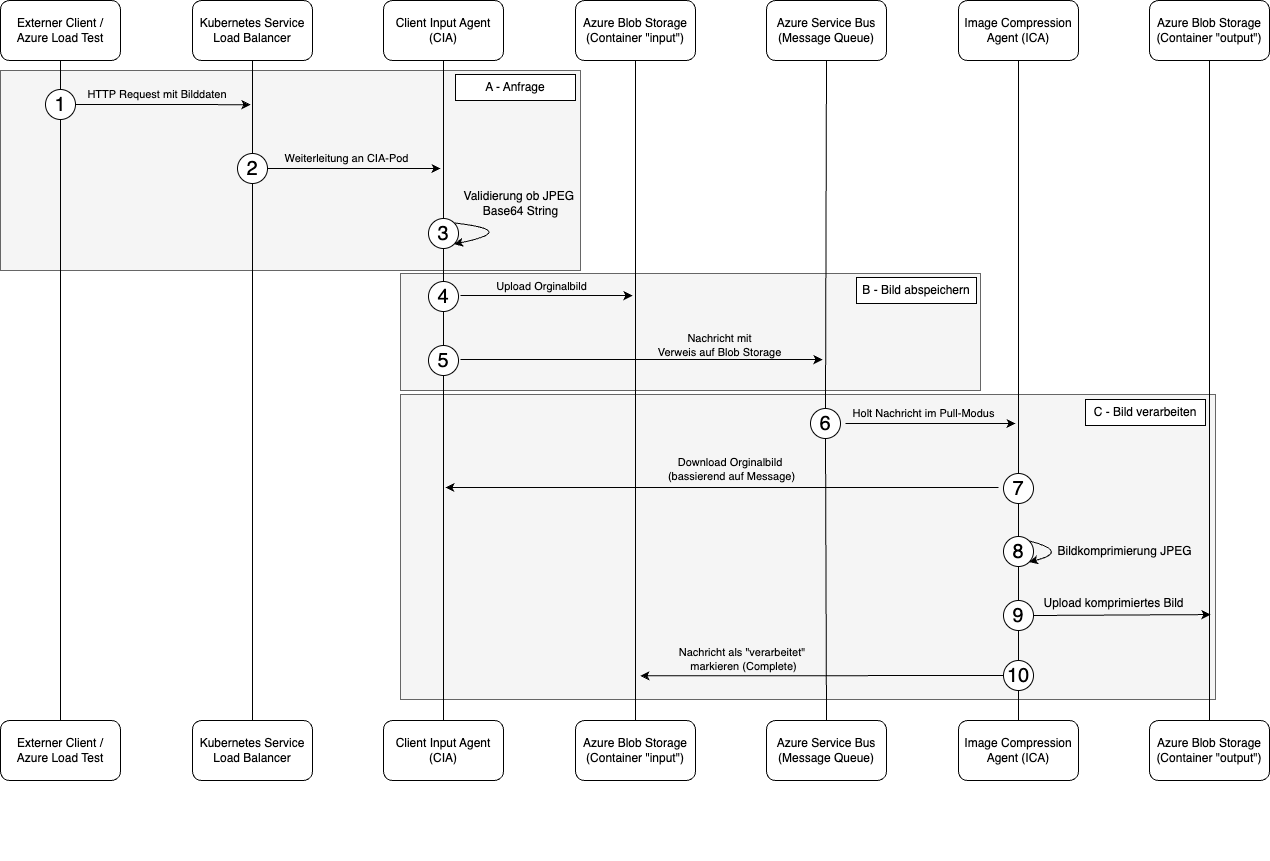 Externer Client /
Azure Load Test
Kubernetes Service
Load Balancer
Client Input Agent
(CIA)
Azure Blob Storage
(Container "input")
Azure Service Bus
(Message Queue)
Image Compression
Agent (ICA)
Azure Blob Storage
(Container "output")
A - Anfrage
1
HTTP Request mit Bilddaten
2
Weiterleitung an CIA-Pod
Validierung ob JPEG
Base64 String
3
B - Bild abspeichern
4
Upload Orginalbild
5
Nachricht mit
Verweis auf Blob Storage
C - Bild verarbeiten
6
Holt Nachricht im Pull-Modus
Download Orginalbild
(bassierend auf Message)
7
8
Bildkomprimierung JPEG
9
Upload komprimiertes Bild
Nachricht als "verarbeitet"
markieren (Complete)
10
Externer Client /
Azure Load Test
Kubernetes Service
Load Balancer
Client Input Agent
(CIA)
Azure Blob Storage
(Container "input")
Azure Service Bus
(Message Queue)
Image Compression
Agent (ICA)
Azure Blob Storage
(Container "output")